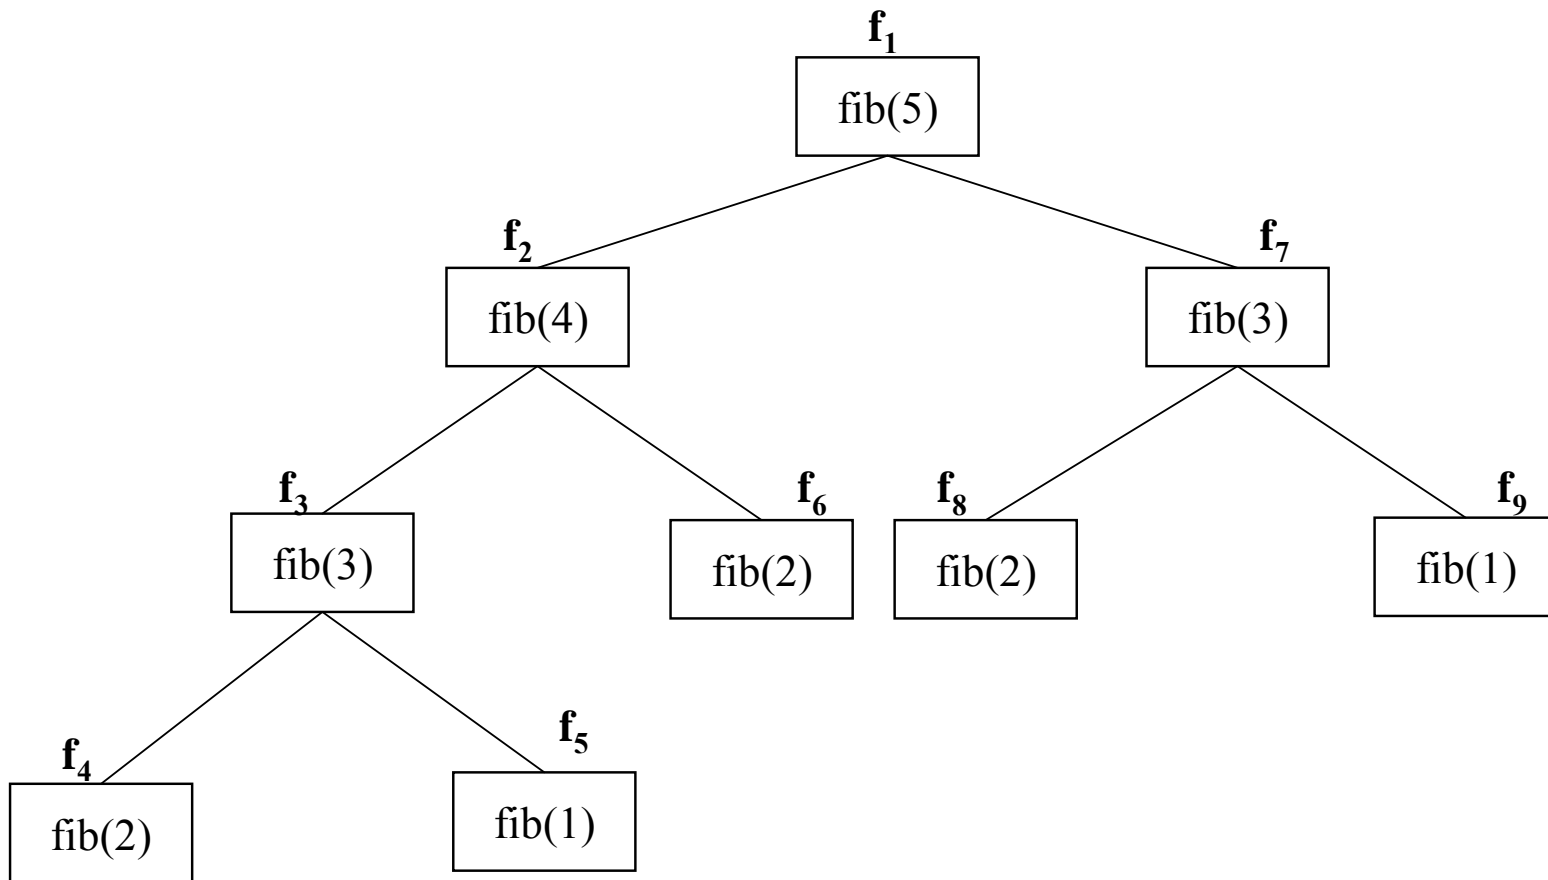 f₁
fib(5)
f₂
f₇
fib(4)
fib(3)
f₃
f₆
f₈
f₉
fib(3)
fib(2)
fib(2)
fib(1)
f₄
f₅
fib(2)
fib(1)